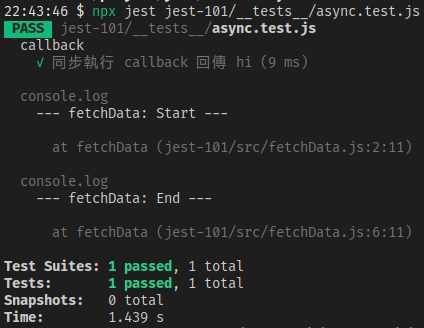 22:43:46 $ npx jest jest-101/__tests__/async.test.js
PASS jest-101/__tests__/async.test.js
callback
✓ 同步執行 callback 回傳 hi (9 ms)
console.log
--- fetchData: Start ---
at fetchData (jest-101/src/fetchData.js:2:11)
console.log
--- fetchData: End ---
at fetchData (jest-101/src/fetchData.js:6:11)
Test Suites: 1 passed, 1 total
Tests: 1 passed, 1 total
Snapshots: 0 total
Time: 1.439 s